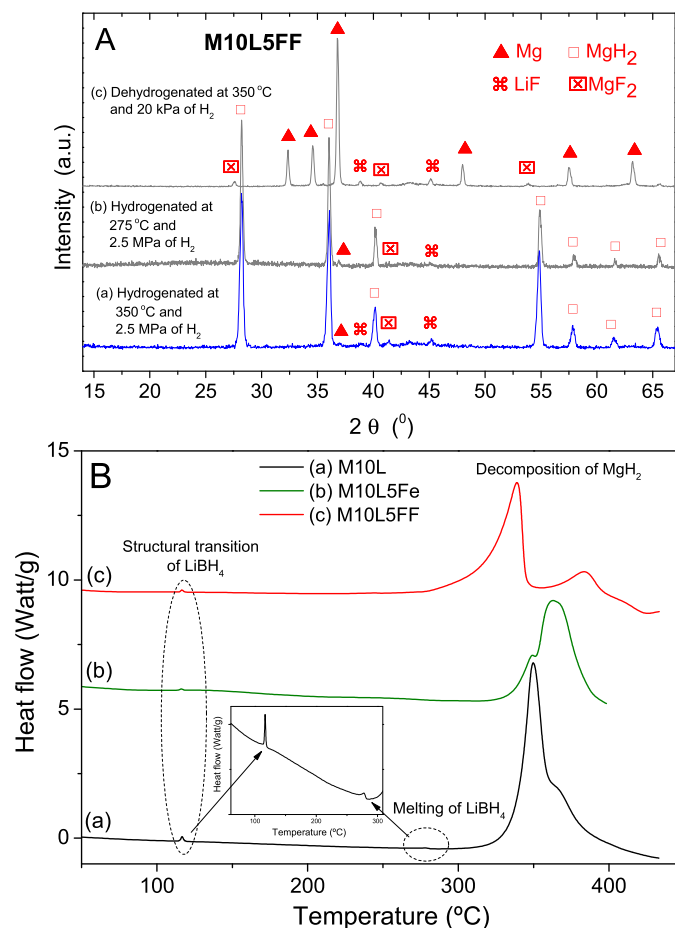 A
M10L5FF
Mg
MgH2
LiF
MgF2
(c) Dehydrogenated at 350 °C
and 20 kPa of H2
(b) Hydrogenated at
275 °C and
2.5 MPa of H2
(a) Hydrogenated at
350 °C and
2.5 MPa of H2
Intensity (a.u.)
15 20 25 30 35 40 45 50 55 60 65
2 θ (0)
B
(a) M10L
(b) M10L5Fe
(c) M10L5FF
Decomposition of MgH2
Structural transition
of LiBH4
(c)
(b)
(a)
Heat flow (Watt/g)
15
10
5
0
Heat flow (Watt/g)
100 200 300
Temperature (ºC)
Melting of LiBH4
100 200 300 400
Temperature (ºC)